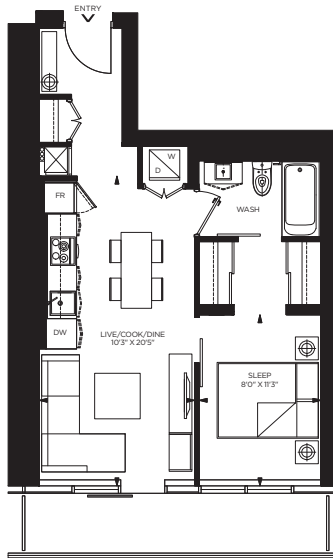 ENTRY
W
D
FR
WASH
DW
LIVE/COOK/DINE
10'3" X 20'5"
SLEEP
8'0" X 11'3"